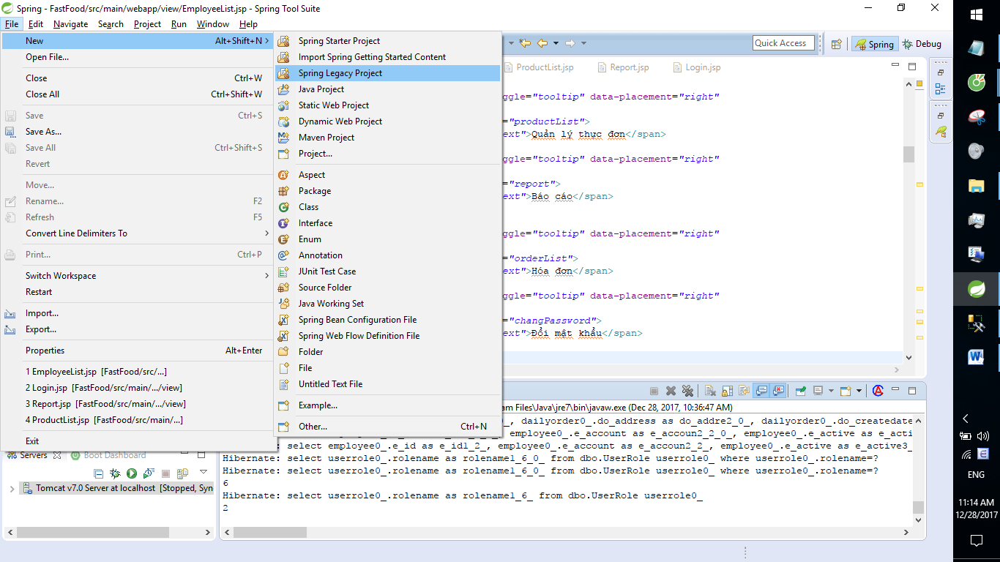 Spring - FastFood/src/main/webapp/view/EmployeeList.jsp - Spring Tool Suite
File Edit Navigate Search Project Run Window Help
New Alt+Shift+N
Open File...
Close Ctrl+W
Close All Ctrl+Shift+W
Save Ctrl+S
Save As...
Save All Ctrl+Shift+S
Revert
Move...
Rename... F2
Refresh F5
Convert Line Delimiters To
Print... Ctrl+P
Switch Workspace
Restart
Import...
Export...
Properties Alt+Enter
1 EmployeeList.jsp [FastFood/src/...]
2 Login.jsp [FastFood/src/main/.../view]
3 Report.jsp [FastFood/src/main/.../view]
4 ProductList.jsp [FastFood/src/main/...]
Exit
Spring Starter Project
Import Spring Getting Started Content
Spring Legacy Project
Java Project
Static Web Project
Dynamic Web Project
Maven Project
Project...
Aspect
Package
Class
Interface
Enum
Annotation
JUnit Test Case
Source Folder
Java Working Set
Spring Bean Configuration File
Spring Web Flow Definition File
Folder
File
Untitled Text File
Example...
Other... Ctrl+N
Quick Access
Spring
Debug
ProductList.jsp Report.jsp Login.jsp
ggle="tooltip" data-placement="right"
="productList">
ext">Quản lý thực đơn</span>
ggle="tooltip" data-placement="right"
="report">
ext">Báo cáo</span>
ggle="tooltip" data-placement="right"
="orderList">
ext">Hóa đơn</span>
ggle="tooltip" data-placement="right"
="changPassword">
ext">Đổi mật khẩu</span>
am Files\Java\jre7\bin\javaw.exe (Dec 28, 2017, 10:36:47 AM)
0_, dailyorder0_.do_address as do_addre2_0_, dailyorder0_.do_createdate
_0_, employee0_.e_account as e_accoun2_2_0_, employee0_.e_active as e_acti
select employee0_.e_id as e_id1_2_, employee0_.e_account as e_accoun2_2_, employee0_.e_active as e_active3_
Hibernate: select userrole0_.rolename as rolename1_6_0_ from dbo.UserRole userrole0_ where userrole0_.rolename=?
Hibernate: select userrole0_.rolename as rolename1_6_0_ from dbo.UserRole userrole0_ where userrole0_.rolename=?
6
Hibernate: select userrole0_.rolename as rolename1_6_ from dbo.UserRole userrole0_
2
Servers Boot Dashboard
Tomcat v7.0 Server at localhost [Stopped, Syn
ENG
11:14 AM
12/28/2017